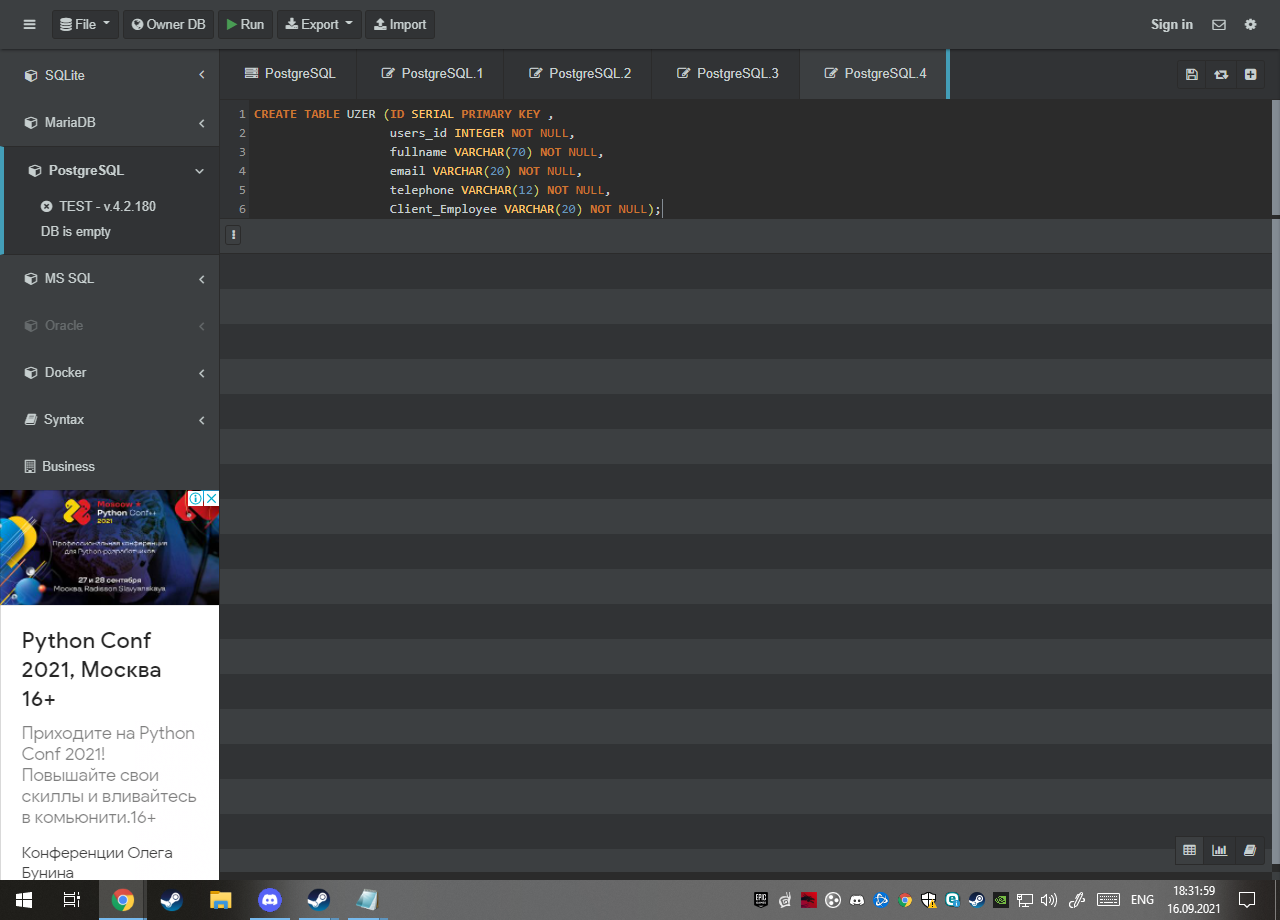 File
Owner DB
Run
Export
Import
Sign in
SQLite
MariaDB
PostgreSQL
TEST - v.4.2.180
DB is empty
MS SQL
Oracle
Docker
Syntax
Business
PostgreSQL
PostgreSQL.1
PostgreSQL.2
PostgreSQL.3
PostgreSQL.4
1 CREATE TABLE UZER (ID SERIAL PRIMARY KEY ,
2 users_id INTEGER NOT NULL,
3 fullname VARCHAR(70) NOT NULL,
4 email VARCHAR(20) NOT NULL,
5 telephone VARCHAR(12) NOT NULL,
6 Client_Employee VARCHAR(20) NOT NULL);
Moscow
Python Conf++
2021
Профессиональная конференция
для Python-разработчиков
27 и 28 сентября
Москва, Radisson Slavyanskaya
Python Conf
2021, Москва
16+
Приходите на Python
Conf 2021!
Повышайте свои
скиллы и вливайтесь
в комьюнити.16+
Конференции Олега
Бунина
EPIC
ENG
18:31:59
16.09.2021